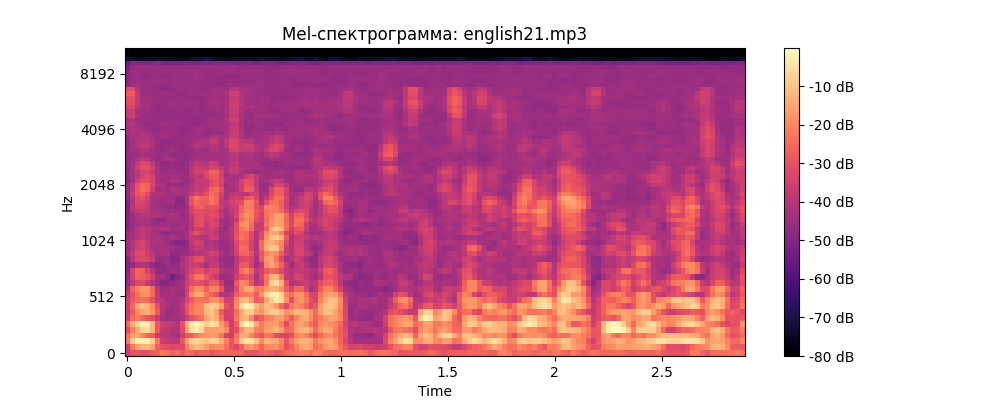 Mel-спектрограмма: english21.mp3
8192
4096
2048
1024
512
0
Hz
0 0.5 1 1.5 2 2.5
Time
-10 dB
-20 dB
-30 dB
-40 dB
-50 dB
-60 dB
-70 dB
-80 dB